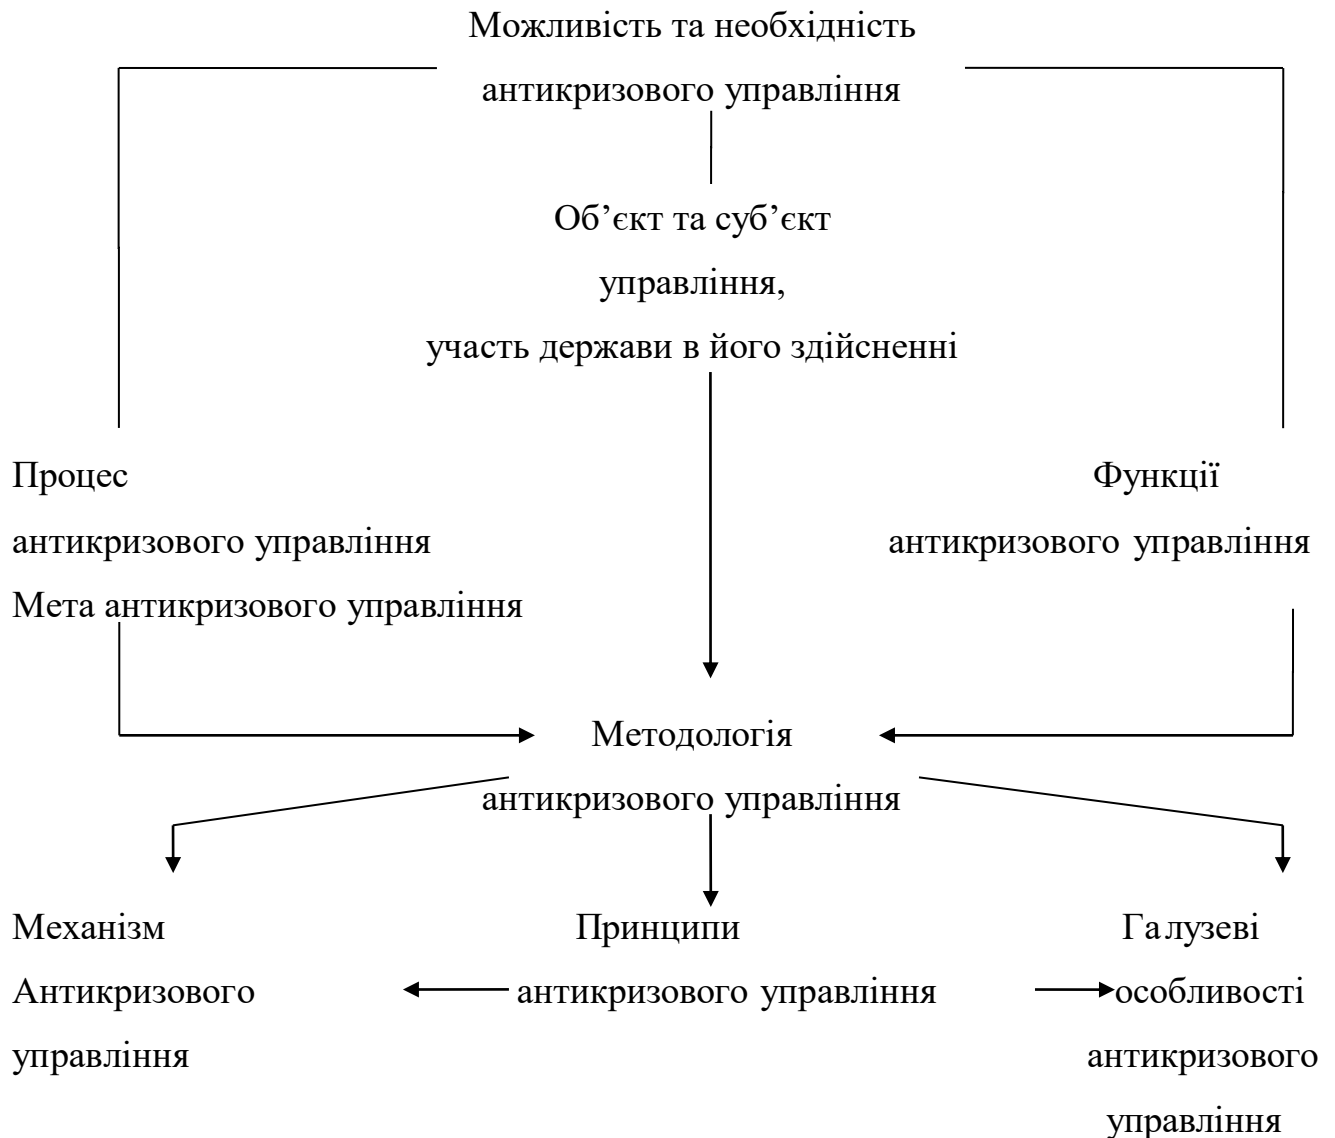 Можливість та необхідність
антикризового управління
Об’єкт та суб’єкт
управління,
участь держави в його здійсненні
Процес
антикризового управління
Мета антикризового управління
Функції
антикризового управління
Методологія
антикризового управління
Механізм
Антикризового
управління
Принципи
антикризового управління
Галузеві
особливості
антикризового
управління